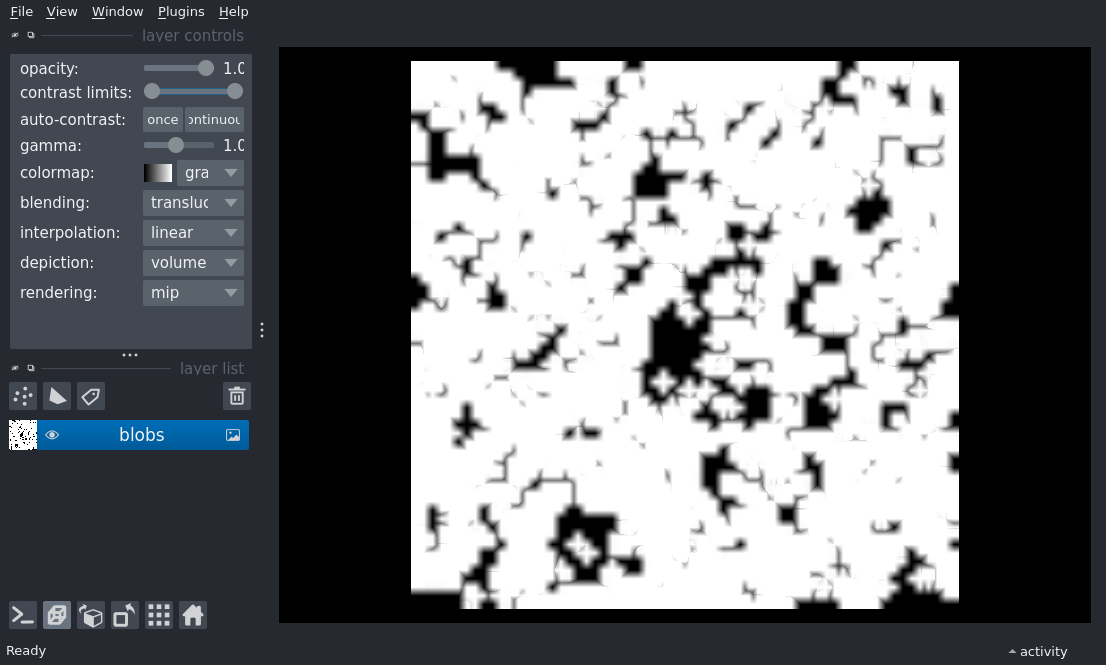 File View Window Plugins Help
layer controls
opacity: 1.0
contrast limits:
auto-contrast: once ontinuou
gamma: 1.0
colormap: gra
blending: transluc
interpolation: linear
depiction: volume
rendering: mip
layer list
blobs
Ready
activity